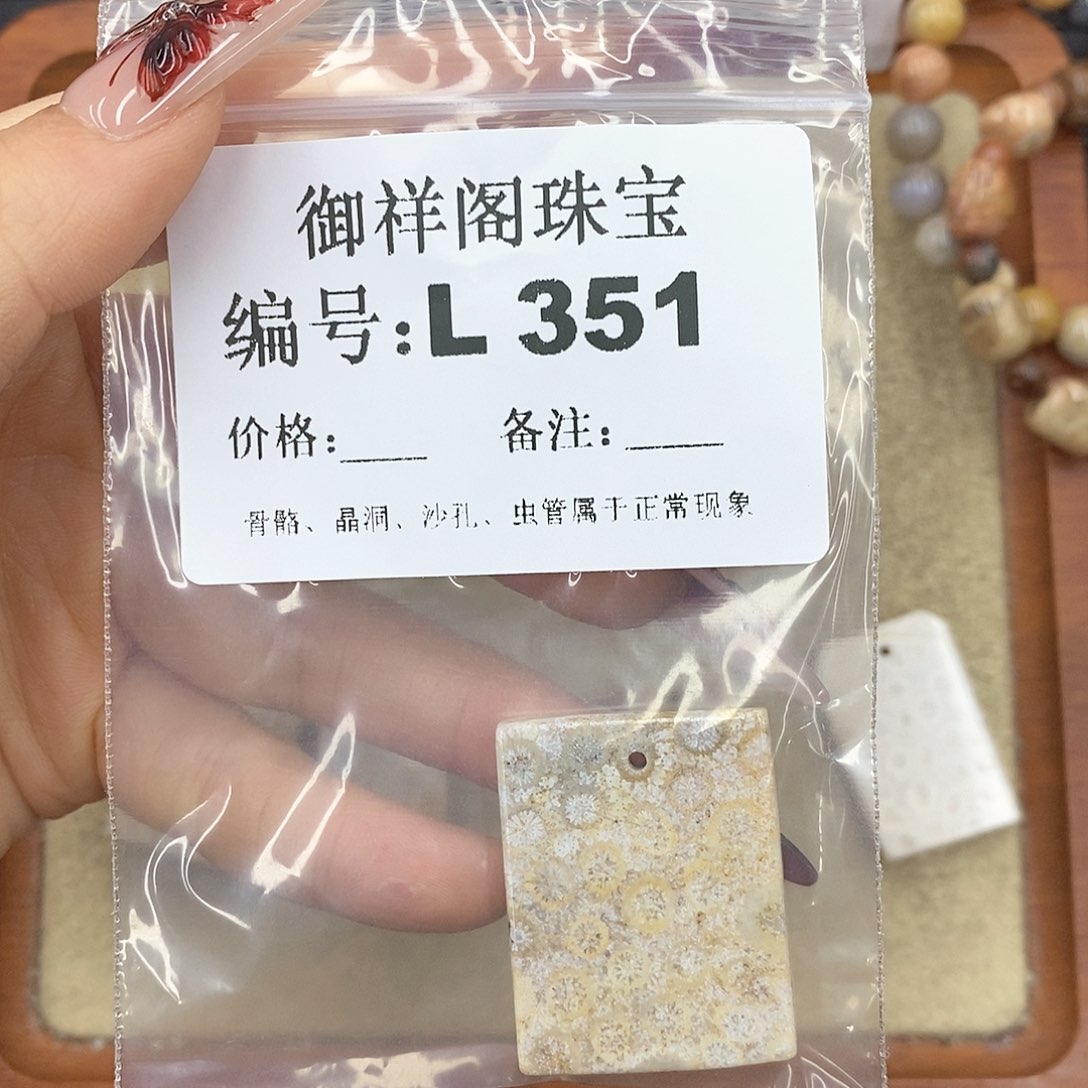 御祥阁珠宝
编号:L 351
价格:____ 备注:____
骨骼、晶洞、沙孔、虫管属于正常现象